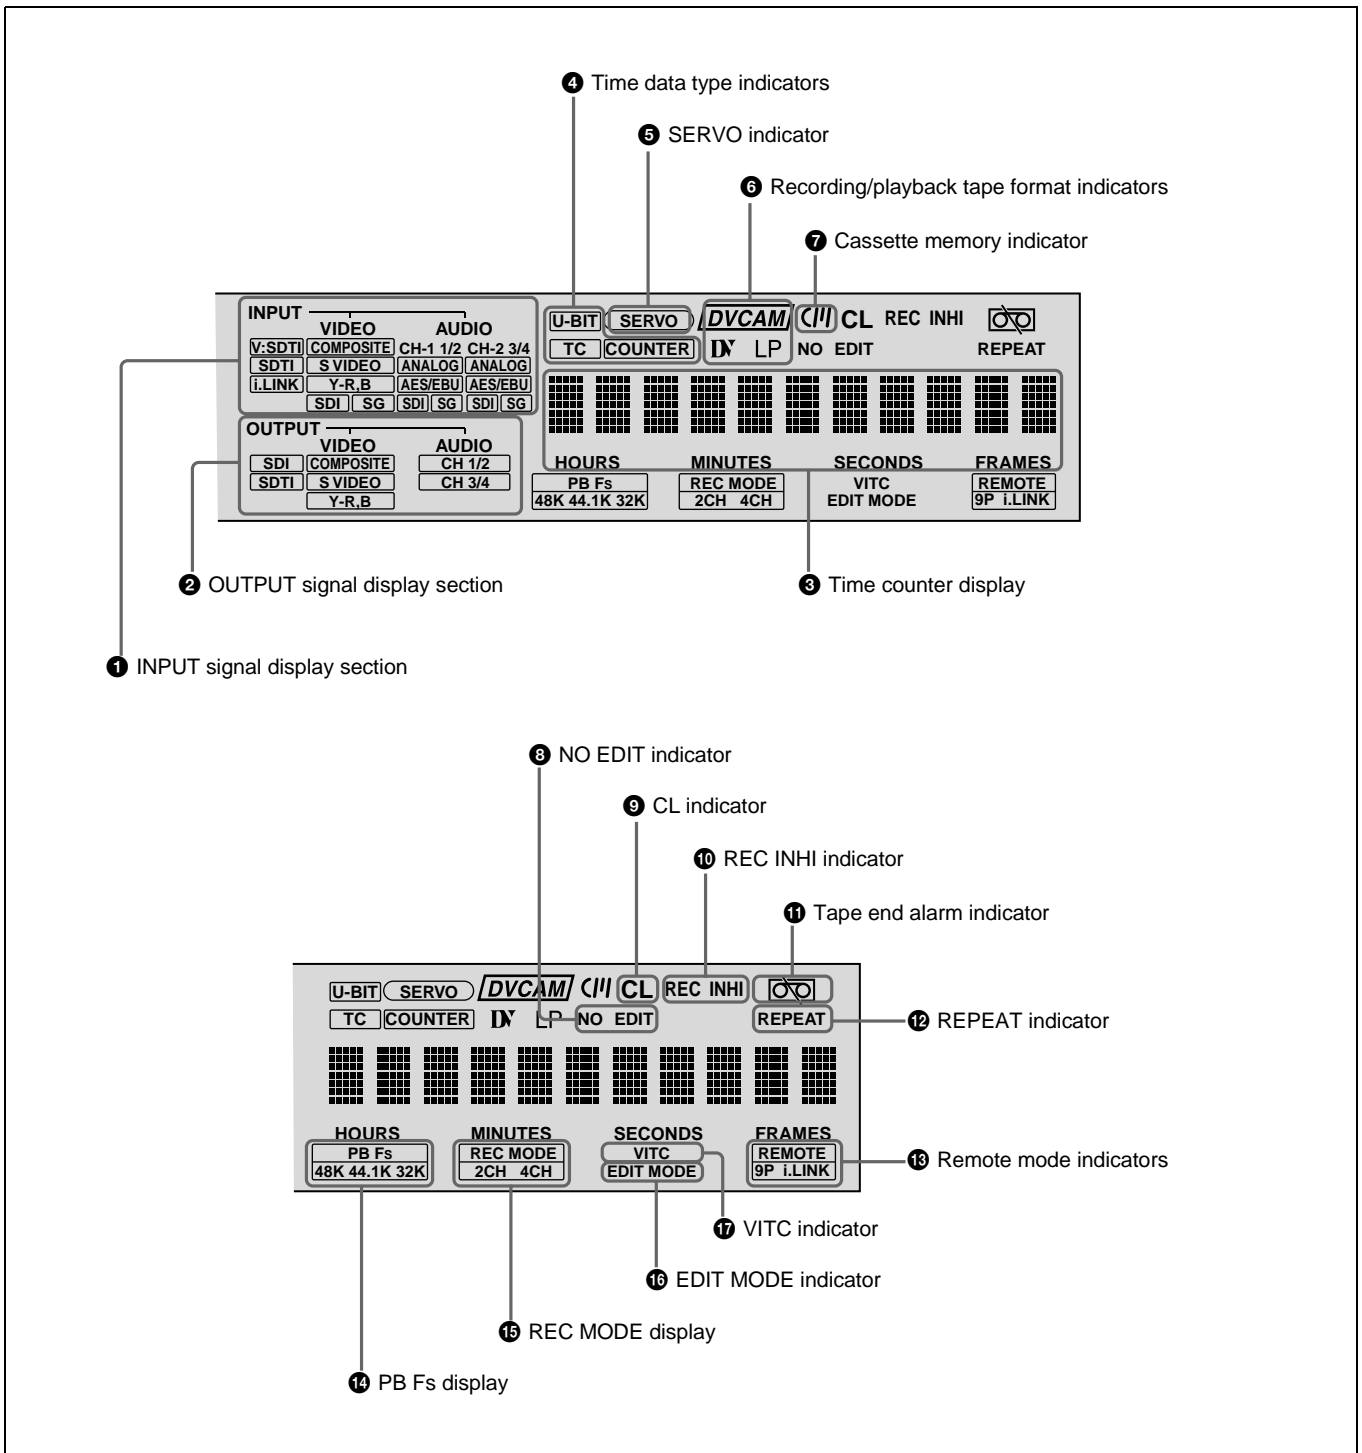 ❹ Time data type indicators
❺ SERVO indicator
❻ Recording/playback tape format indicators
❼ Cassette memory indicator
INPUT
VIDEO AUDIO
V:SDTI COMPOSITE CH-1 1/2 CH-2 3/4
SDTI S VIDEO ANALOG ANALOG
i.LINK Y-R,B AES/EBU AES/EBU
SDI SG SDI SG SDI SG
OUTPUT
VIDEO AUDIO
SDI COMPOSITE CH 1/2
SDTI S VIDEO CH 3/4
Y-R,B
U-BIT SERVO DVCAM CL REC INHI
TC COUNTER DV LP NO EDIT REPEAT
HOURS MINUTES SECONDS FRAMES
PB Fs REC MODE VITC REMOTE
48K 44.1K 32K 2CH 4CH EDIT MODE 9P i.LINK
❷ OUTPUT signal display section
❸ Time counter display
❶ INPUT signal display section
❽ NO EDIT indicator
❾ CL indicator
❿ REC INHI indicator
⓫ Tape end alarm indicator
U-BIT SERVO DVCAM CL REC INHI
TC COUNTER DV LP NO EDIT REPEAT
⓬ REPEAT indicator
HOURS MINUTES SECONDS FRAMES
PB Fs REC MODE VITC REMOTE
48K 44.1K 32K 2CH 4CH EDIT MODE 9P i.LINK
⓭ Remote mode indicators
⓱ VITC indicator
⓰ EDIT MODE indicator
⓯ REC MODE display
⓮ PB Fs display